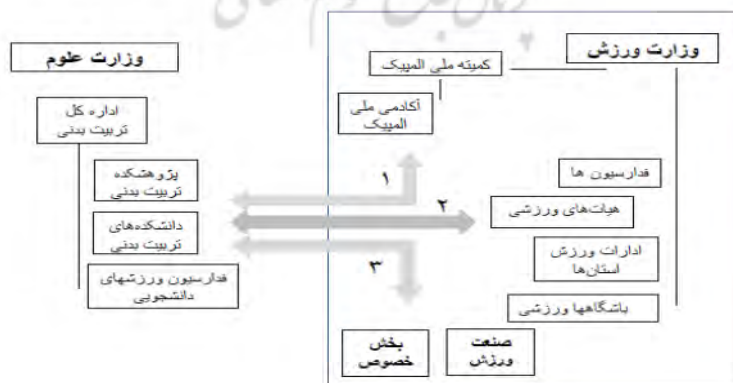 وزارت ورزش
کمیته ملی المپیک
آکادمی ملی
المپیک
فدارسیون ها
هیات‌های ورزشی
ادارات ورزش
استان‌ها
باشگاهها ورزشی
صنعت
ورزش
بخش
خصوص
۱
۲
۳
وزارت علوم
اداره کل
تربیت بدنی
پژوهشکده
تربیت بدنی
دانشکده‌های
تربیت بدنی
فدارسیون ورزشهای
دانشجویی